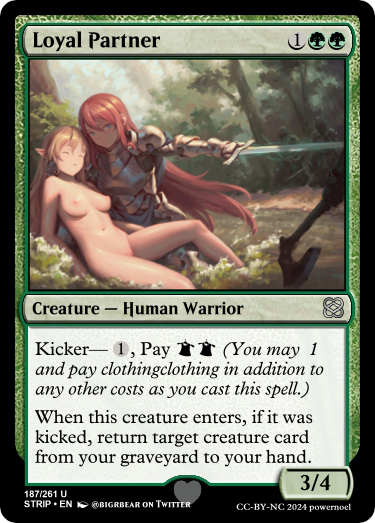 Loyal Partner 1
Creature — Human Warrior
Kicker— 1, Pay (You may 1
and pay clothingclothing in addition to
any other costs as you cast this spell.)
When this creature enters, if it was
kicked, return target creature card
from your graveyard to your hand.
3/4
187/261 U
STRIP • EN @BIGRBEAR ON TWITTER
CC-BY-NC 2024 powernoel